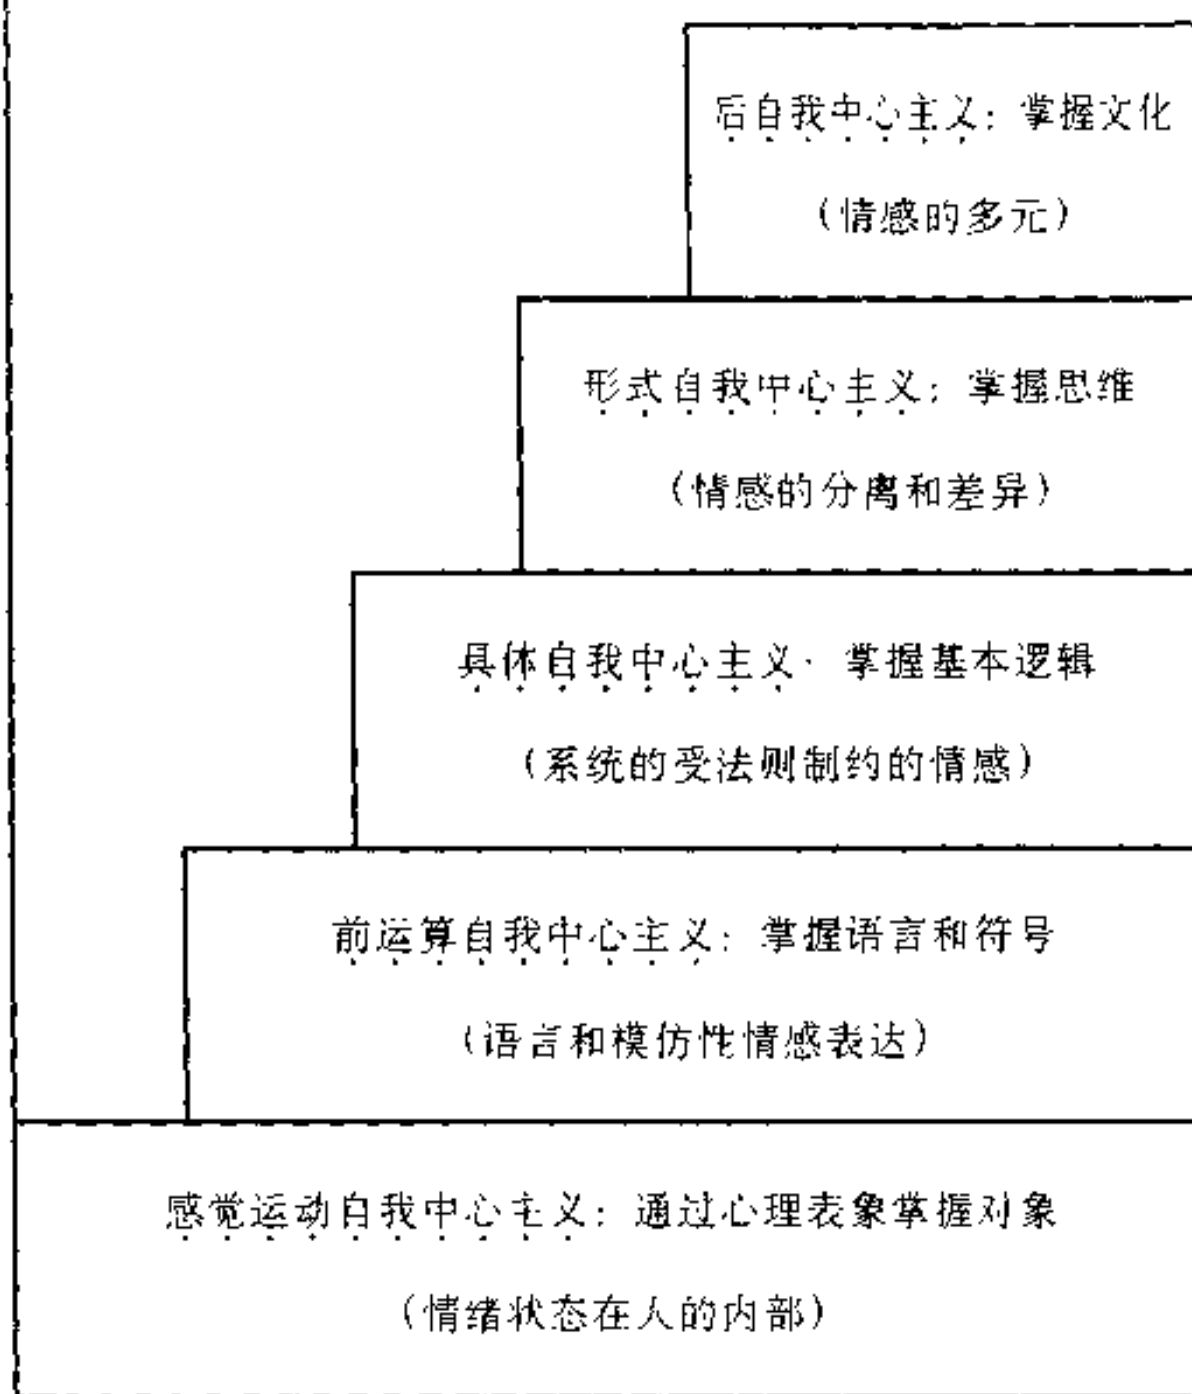 后自我中心主义：掌握文化
（情感的多元）
形式自我中心主义：掌握思维
（情感的分离和差异）
具体自我中心主义：掌握基本逻辑
（系统的受法则制约的情感）
前运算自我中心主义：掌握语言和符号
（语言和模仿性情感表达）
感觉运动自我中心主义：通过心理表象掌握对象
（情绪状态在人的内部）